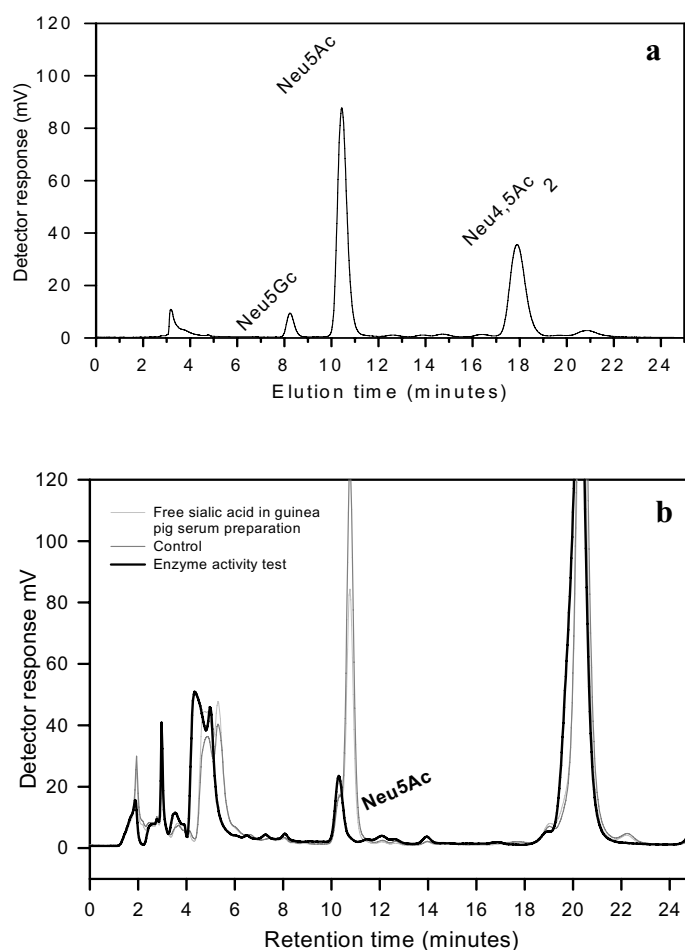 120
a
Neu5Ac
100
Detector response (mV)
80
60
Neu4,5Ac 2
40
Neu5Gc
20
0
0 2 4 6 8 10 12 14 16 18 20 22 24
Elution time (minutes)
120
b
Free sialic acid in guinea
pig serum preparation
Control
Enzyme activity test
100
Detector response mV
80
60
40
Neu5Ac
20
0
0 2 4 6 8 10 12 14 16 18 20 22 24
Retention time (minutes)